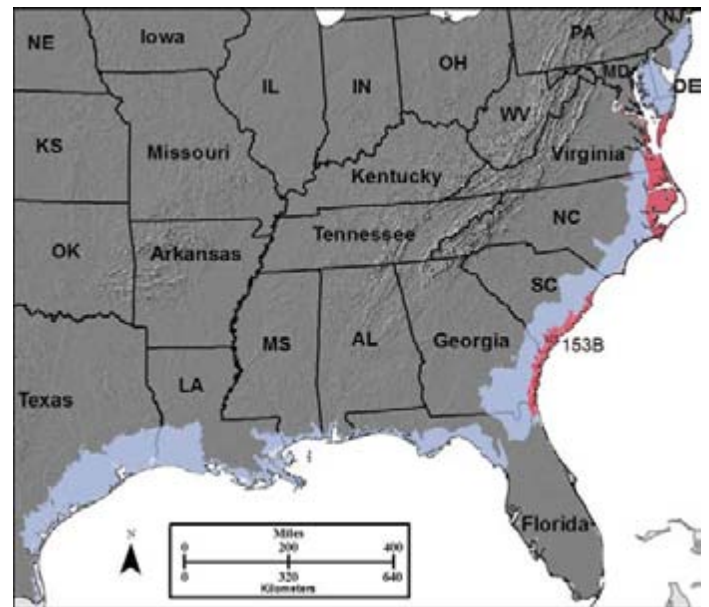 NE
Iowa
PA
NJ
IL
IN
OH
MD
DE
WV
KS
Missouri
Virginia
Kentucky
NC
Tennessee
OK
Arkansas
SC
MS
AL
Georgia
153B
LA
Texas
Florida
N
Miles
0 200 400
0 320 640
Kilometers